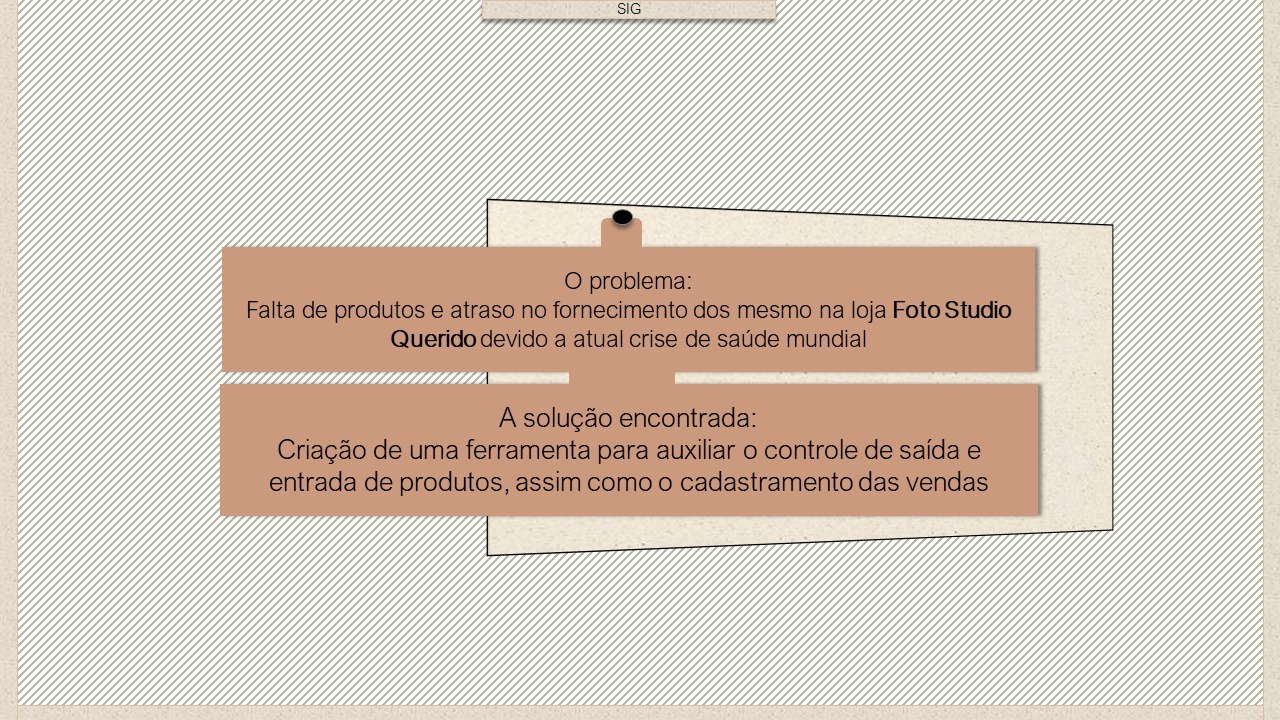 SIG
O problema:
Falta de produtos e atraso no fornecimento dos mesmo na loja Foto Studio
Querido devido a atual crise de saúde mundial
A solução encontrada:
Criação de uma ferramenta para auxiliar o controle de saída e
entrada de produtos, assim como o cadastramento das vendas